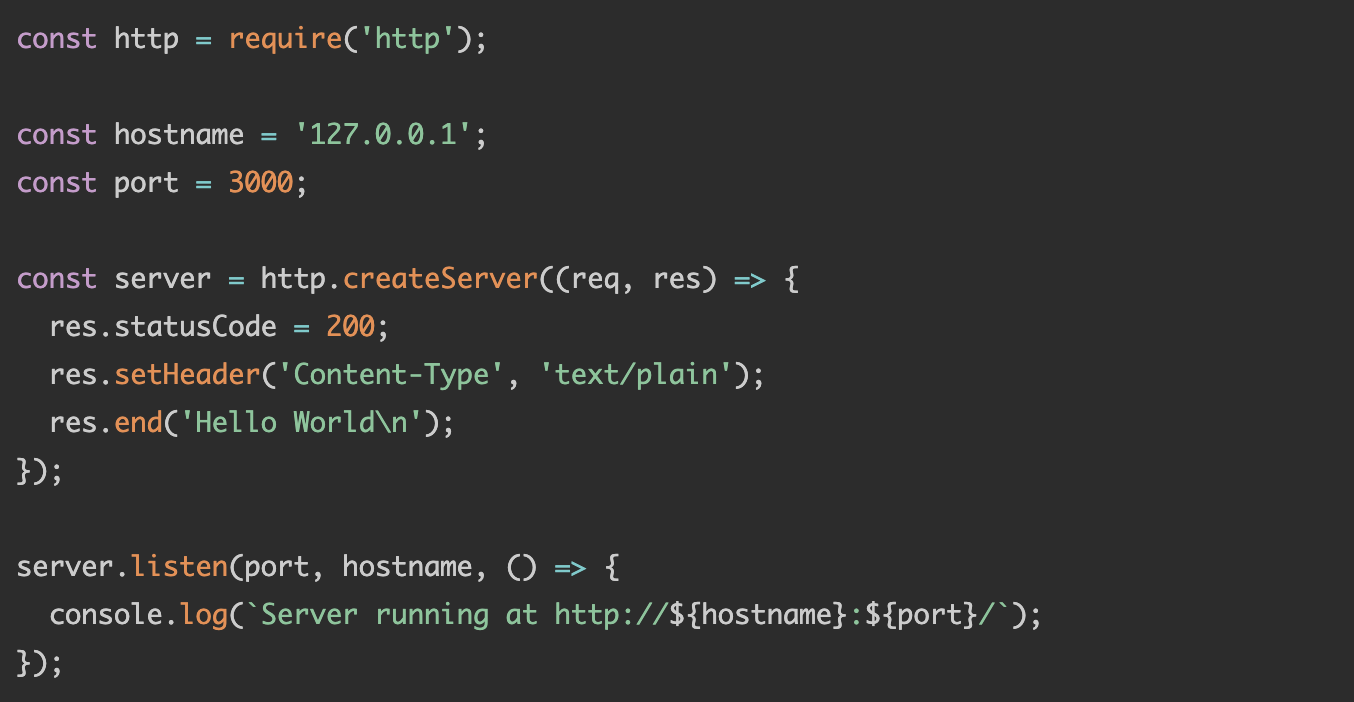 const http = require('http');

const hostname = '127.0.0.1';
const port = 3000;

const server = http.createServer((req, res) => {
  res.statusCode = 200;
  res.setHeader('Content-Type', 'text/plain');
  res.end('Hello World\n');
});

server.listen(port, hostname, () => {
  console.log(`Server running at http://${hostname}:${port}/`);
});